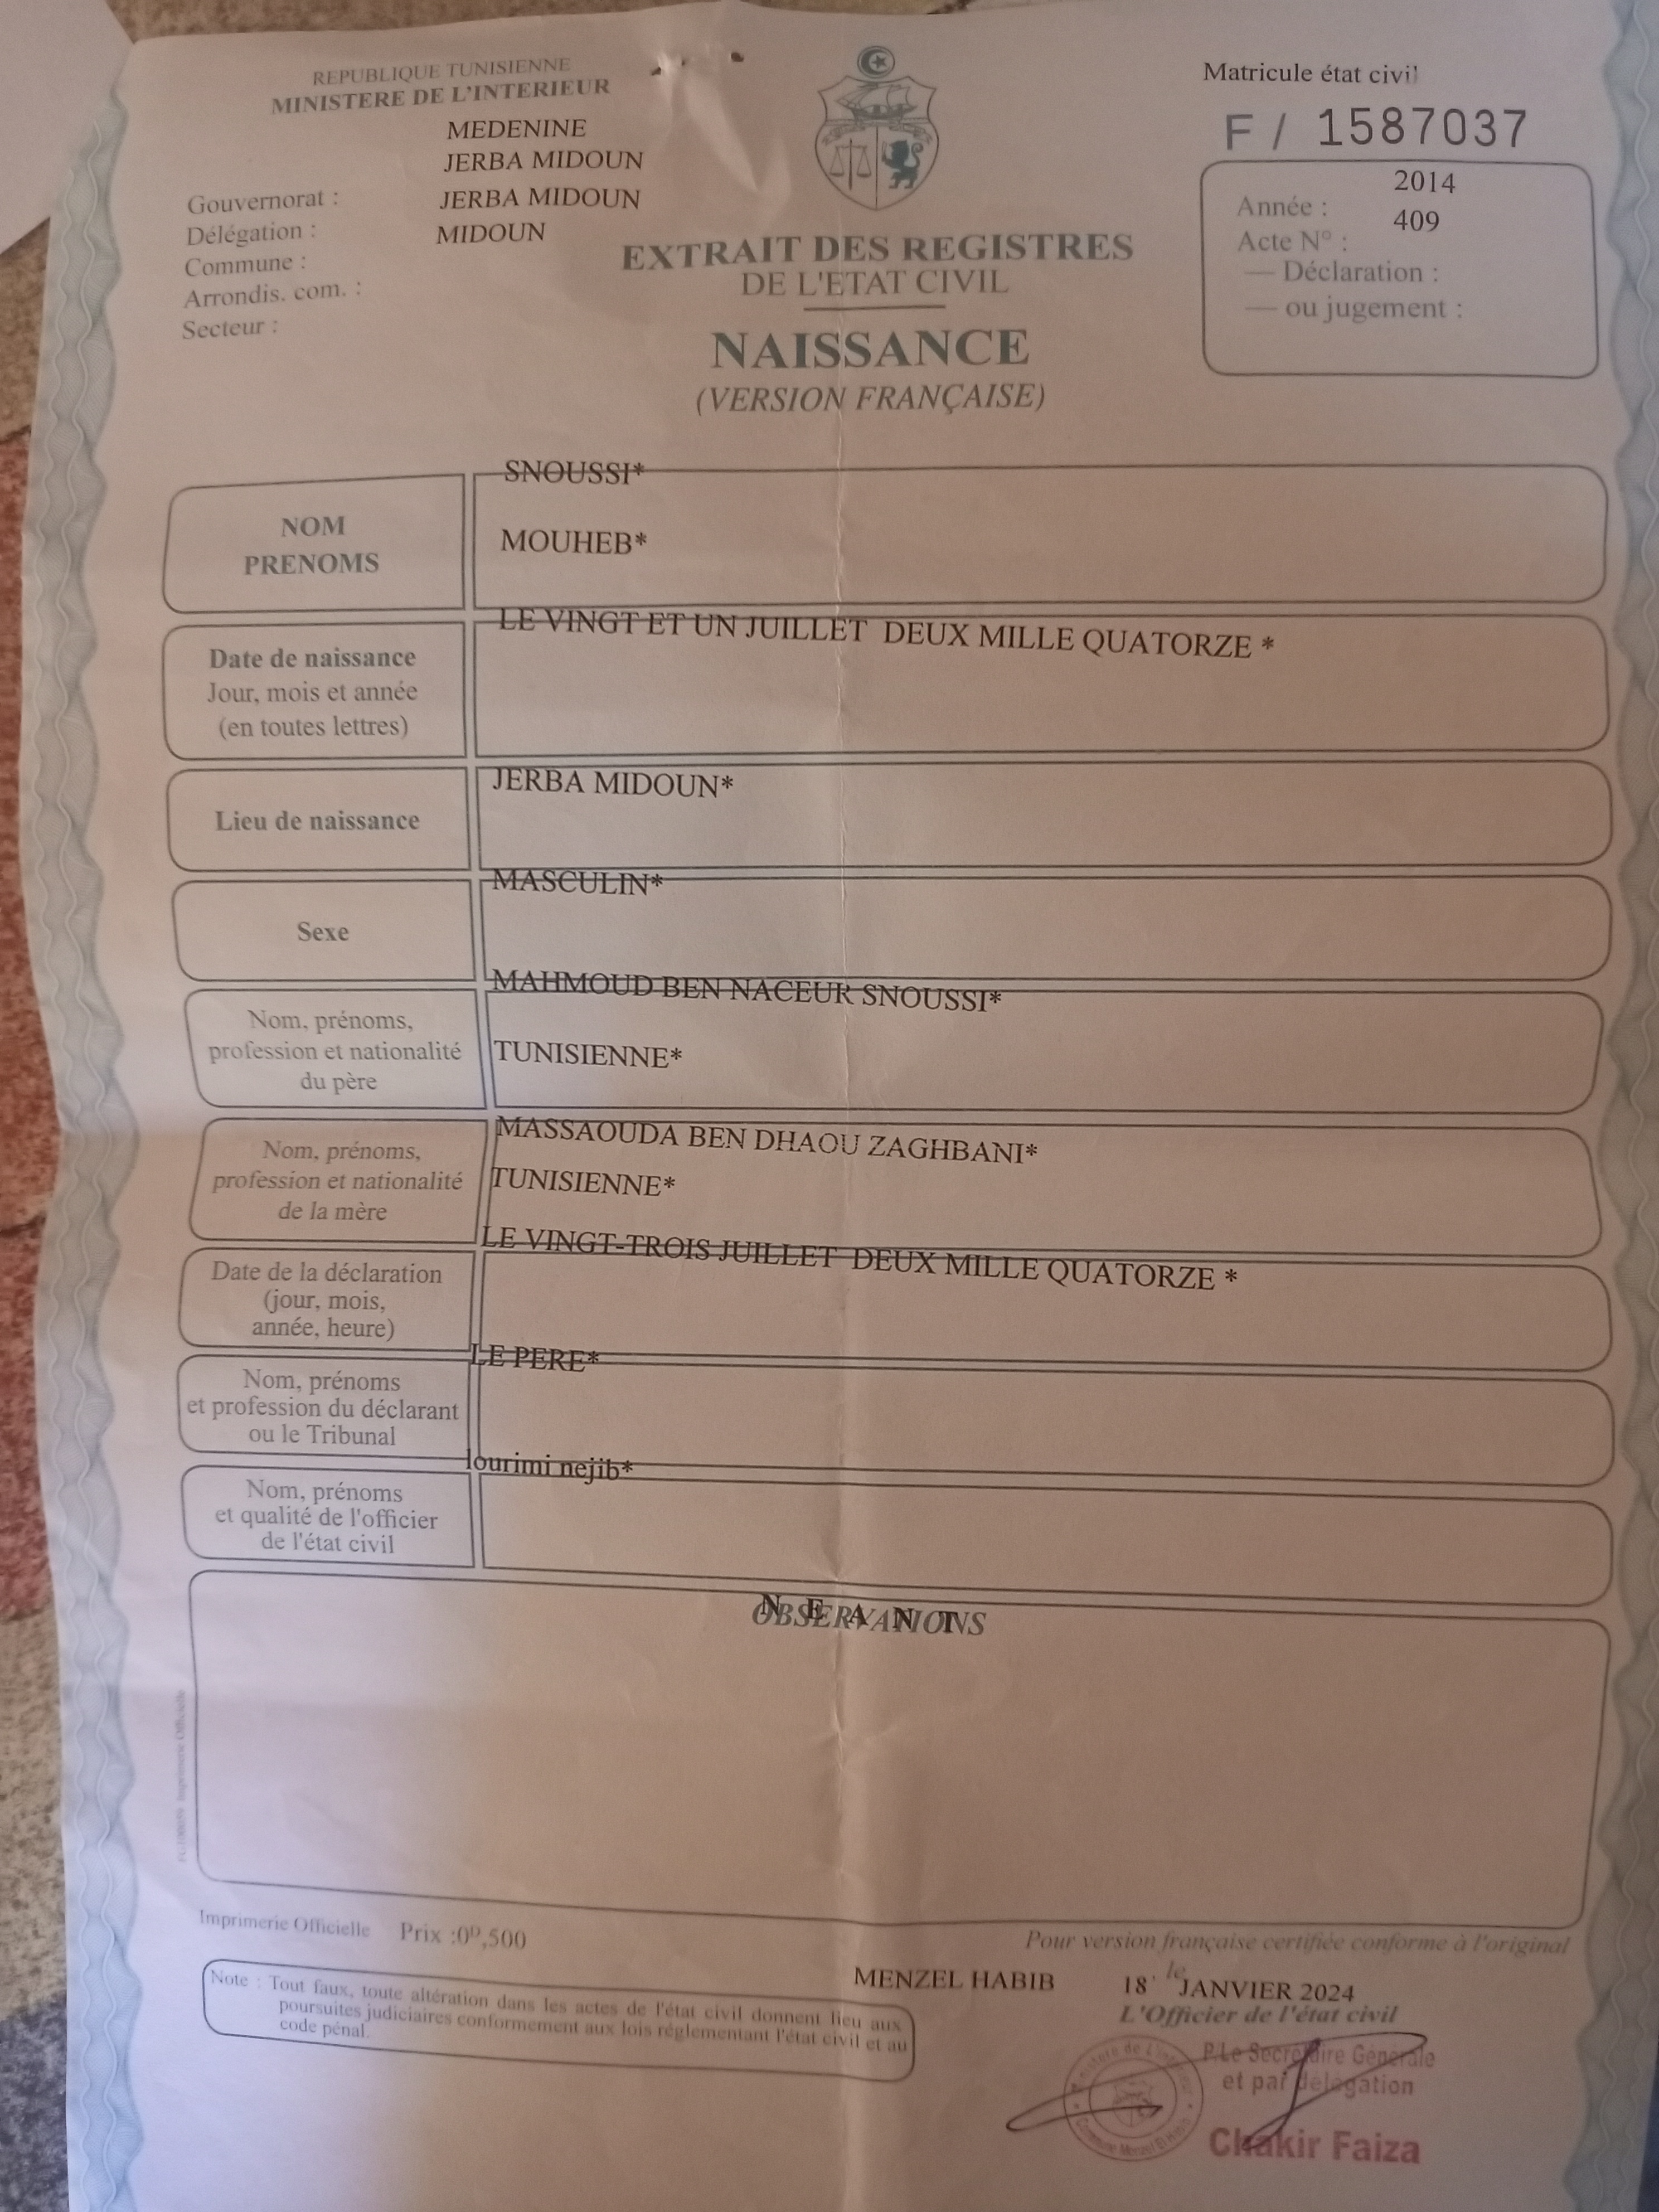 REPUBLIQUE TUNISIENNE
MINISTERE DE L'INTERIEUR
MEDENINE
JERBA MIDOUN
Gouvernorat : JERBA MIDOUN
Délégation : MIDOUN
Commune :
Arrondis. com. :
Secteur :
EXTRAIT DES REGISTRES
DE L'ETAT CIVIL
NAISSANCE
(VERSION FRANÇAISE)
Matricule état civil
F / 1587037
2014
Année :
409
Acte N° :
— Déclaration :
— ou jugement :
SNOUSSI*
NOM
PRENOMS
MOUHEB*
LE VINGT ET UN JUILLET DEUX MILLE QUATORZE *
Date de naissance
Jour, mois et année
(en toutes lettres)
JERBA MIDOUN*
Lieu de naissance
MASCULIN*
Sexe
MAHMOUD BEN NACEUR SNOUSSI*
Nom, prénoms,
profession et nationalité
du père
TUNISIENNE*
MASSAOUDA BEN DHAOU ZAGHBANI*
Nom, prénoms,
profession et nationalité
de la mère
TUNISIENNE*
LE VINGT-TROIS JUILLET DEUX MILLE QUATORZE *
Date de la déclaration
(jour, mois,
année, heure)
LE PERE*
Nom, prénoms
et profession du déclarant
ou le Tribunal
lourimi nejib*
Nom, prénoms
et qualité de l'officier
de l'état civil
OBSERVATIONS
N E A N T
Imprimerie Officielle
Imprimerie Officielle Prix :0ᴰ,500
Pour version française certifiée conforme à l'original
MENZEL HABIB le 18 JANVIER 2024
L'Officier de l'état civil
Note : Tout faux, toute altération dans les actes de l'état civil donnent lieu aux
poursuites judiciaires conformement aux lois réglementant l'état civil et au
code pénal.
P.Le Secrétaire Générale
et par délégation
Chakir Faiza
Ministère de L'intérieur